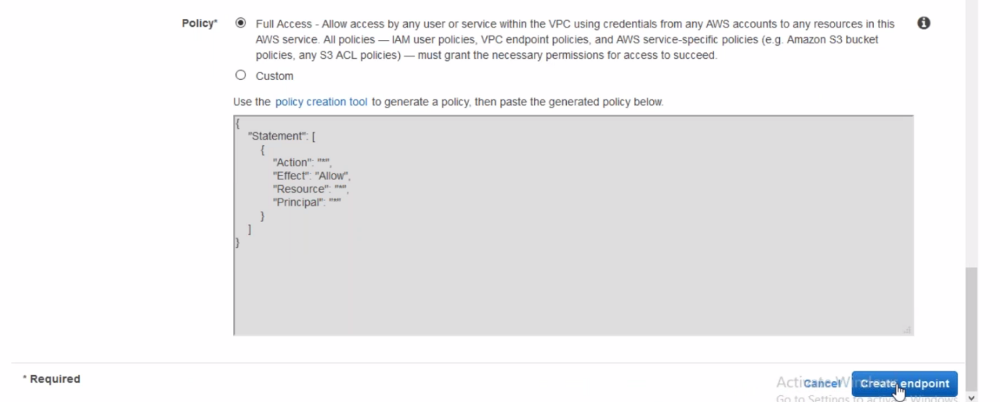 Policy*
Full Access - Allow access by any user or service within the VPC using credentials from any AWS accounts to any resources in this
AWS service. All policies — IAM user policies, VPC endpoint policies, and AWS service-specific policies (e.g. Amazon S3 bucket
policies, any S3 ACL policies) — must grant the necessary permissions for access to succeed.
Custom
Use the policy creation tool to generate a policy, then paste the generated policy below.
{
"Statement": [
{
"Action": "*",
"Effect": "Allow",
"Resource": "*",
"Principal": "*"
}
]
}
* Required
Cancel
Create endpoint
Activate Windows
Go to Settings to activate Windows.